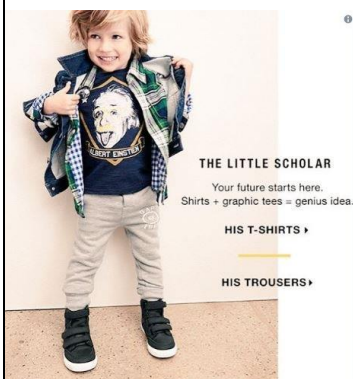 ALBERT EINSTEIN
THE LITTLE SCHOLAR
Your future starts here.
Shirts + graphic tees = genius idea.
HIS T-SHIRTS
HIS TROUSERS